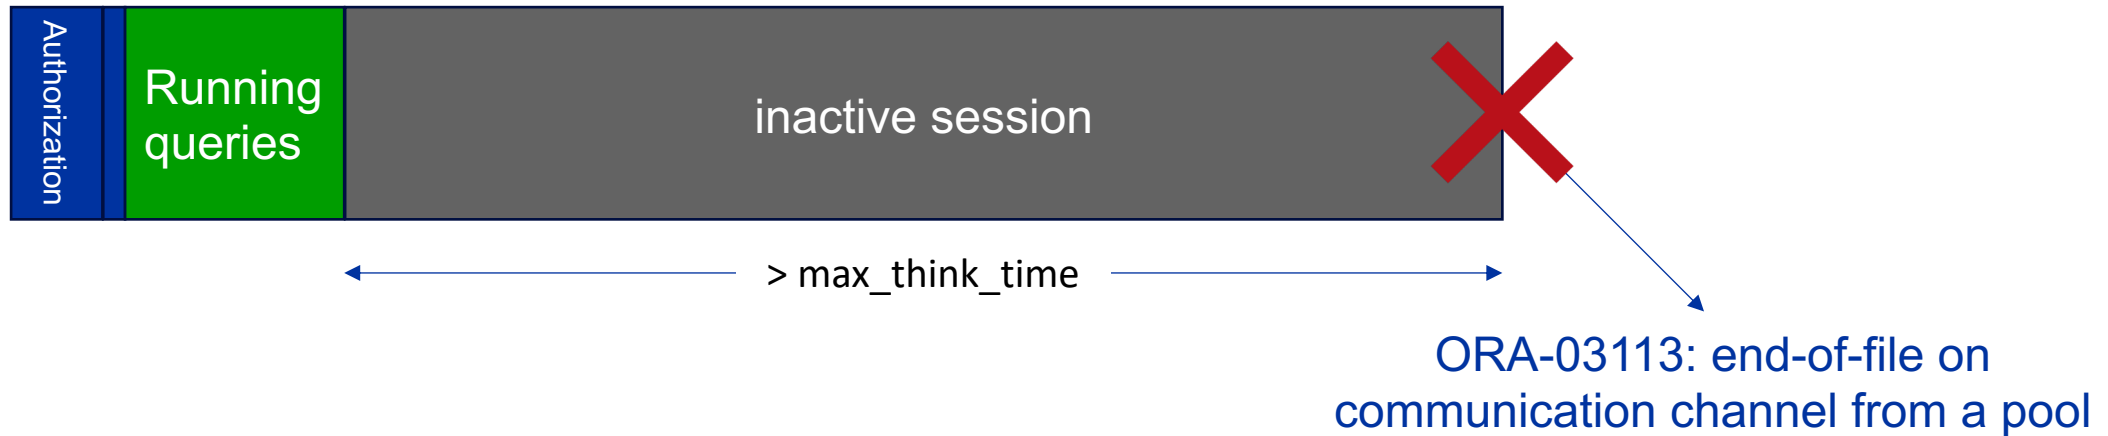 Authorization
Running
queries
inactive session
> max_think_time
ORA-03113: end-of-file on
communication channel from a pool